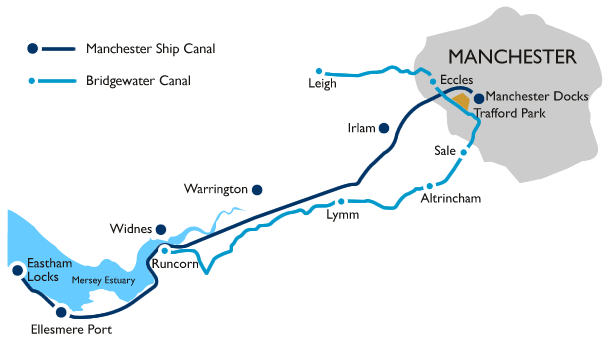 Manchester Ship Canal
Bridgewater Canal
MANCHESTER
Eccles
Leigh
Manchester Docks
Trafford Park
Irlam
Sale
Warrington
Altrincham
Lymm
Widnes
Runcorn
Eastham
Locks
Mersey Estuary
Ellesmere Port